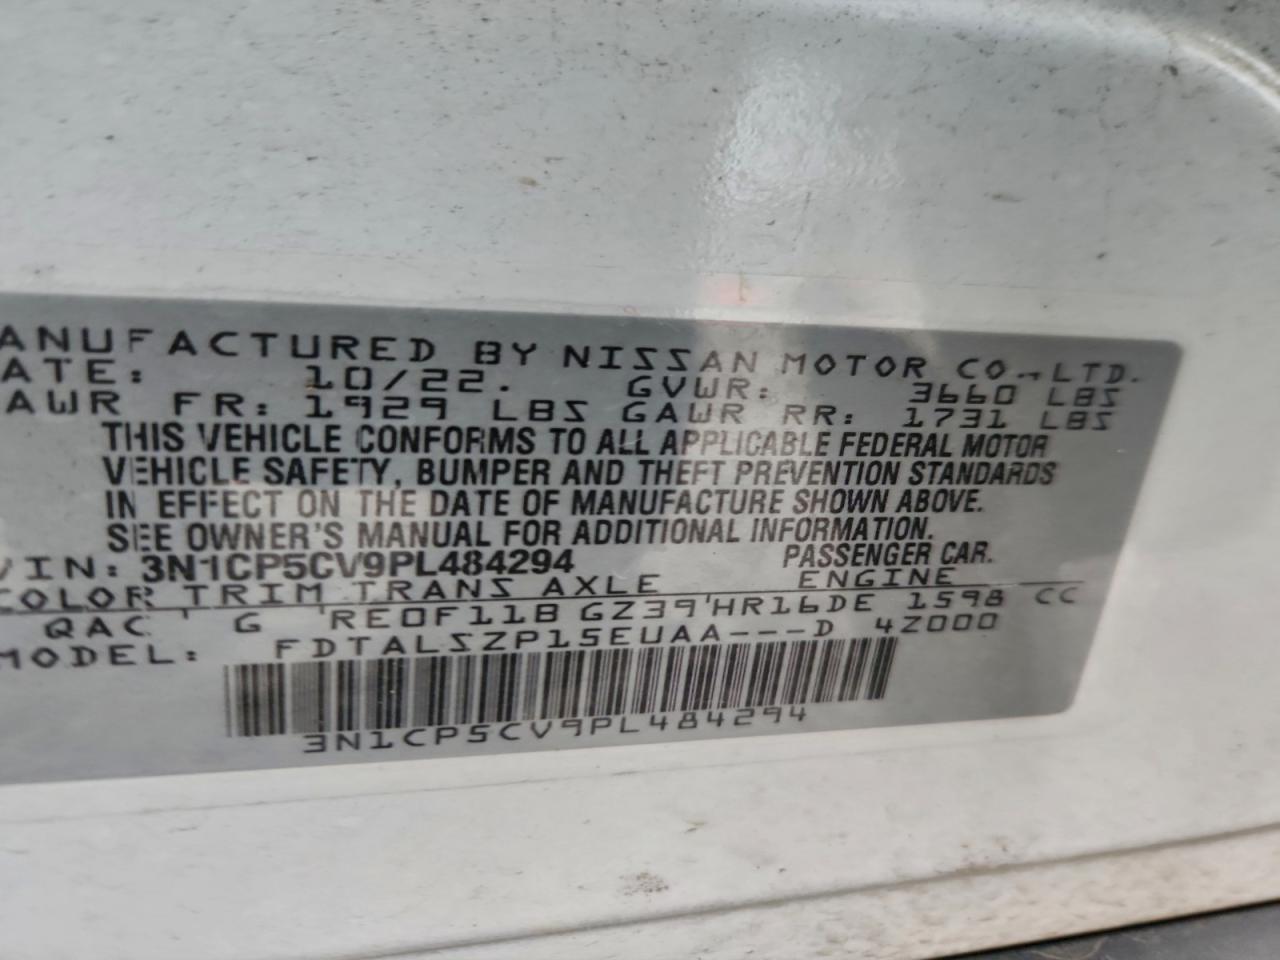 ANUFACTURED BY NISSAN MOTOR CO., LTD.
ATE: 10/22. GVWR: 3660 LBS
AWR FR: 1929 LBS GAWR RR: 1731 LBS
THIS VEHICLE CONFORMS TO ALL APPLICABLE FEDERAL MOTOR
VEHICLE SAFETY, BUMPER AND THEFT PREVENTION STANDARDS
IN EFFECT ON THE DATE OF MANUFACTURE SHOWN ABOVE.
SEE OWNER'S MANUAL FOR ADDITIONAL INFORMATION.
VIN: 3N1CP5CV9PL484294 PASSENGER CAR.
COLOR TRIM TRANS AXLE ENGINE
QAC ' G 'RE0F11B GZ39'HR16DE 1598 CC
MODEL: FDTALSZP15EUAA---D 4Z000
3N1CP5CV9PL484294